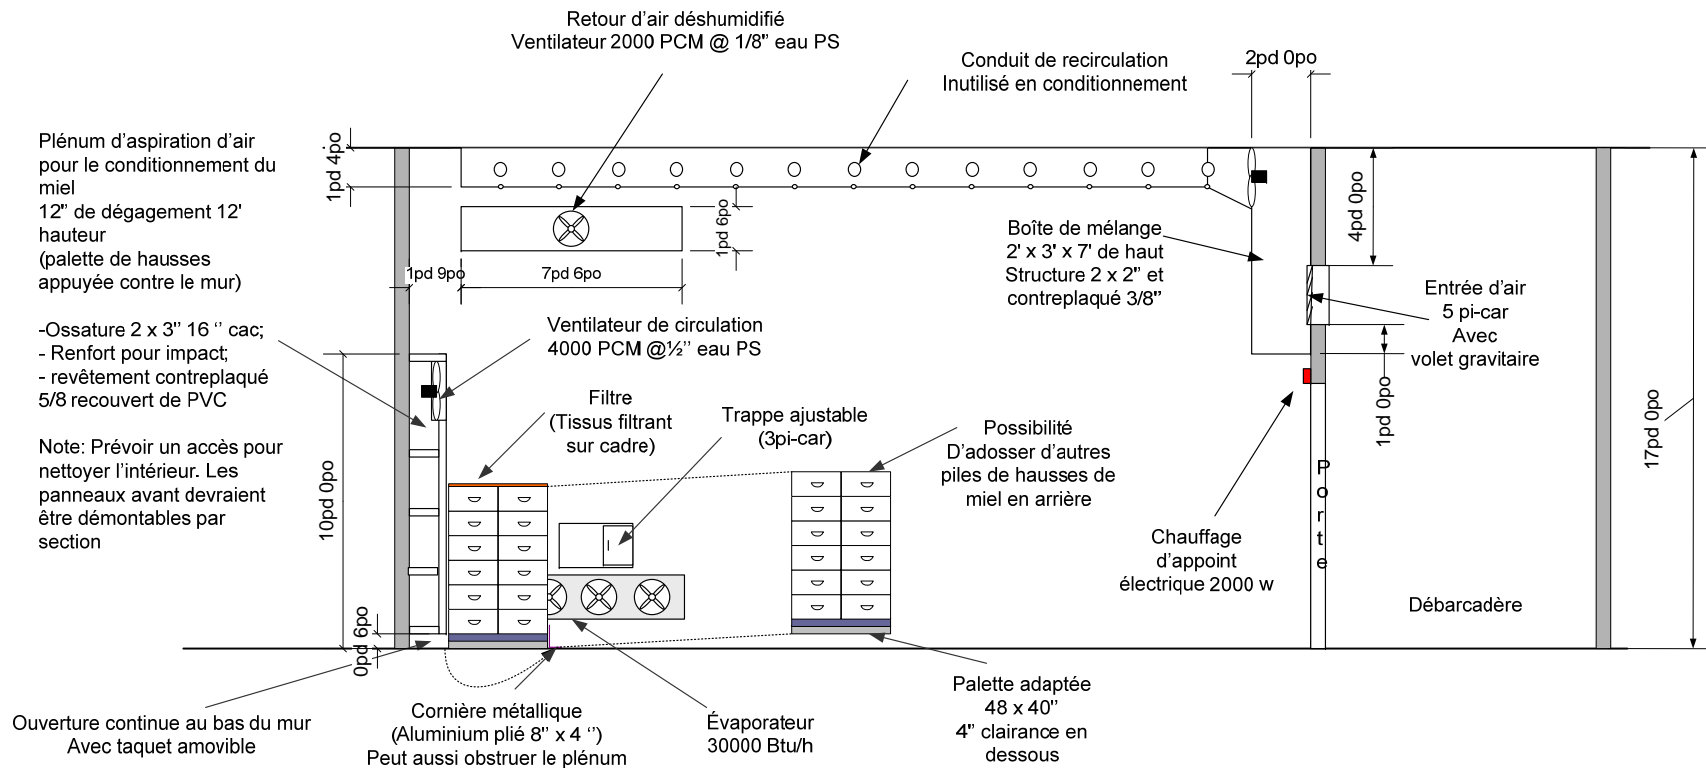 Retour d'air déshumidifié
Ventilateur 2000 PCM @ 1/8" eau PS
Conduit de recirculation
Inutilisé en conditionnement
2pd 0po
Plénum d'aspiration d'air
pour le conditionnement du
miel
12" de dégagement 12'
hauteur
(palette de hausses
appuyée contre le mur)
-Ossature 2 x 3" 16 '' cac;
- Renfort pour impact;
- revêtement contreplaqué
5/8 recouvert de PVC
Note: Prévoir un accès pour
nettoyer l'intérieur. Les
panneaux avant devraient
être démontables par
section
1pd 4po
1pd 6po
1pd 9po
7pd 6po
Boîte de mélange
2' x 3' x 7' de haut
Structure 2 x 2" et
contreplaqué 3/8"
4pd 0po
Entrée d'air
5 pi-car
Avec
volet gravitaire
1pd 0po
17pd 0po
Ventilateur de circulation
4000 PCM @½'' eau PS
Filtre
(Tissus filtrant
sur cadre)
Trappe ajustable
(3pi-car)
Possibilité
D'adosser d'autres
piles de hausses de
miel en arrière
10pd 0po
0pd 6po
Chauffage
d'appoint
électrique 2000 w
Porte
Débarcadère
Ouverture continue au bas du mur
Avec taquet amovible
Cornière métallique
(Aluminium plié 8" x 4 '')
Peut aussi obstruer le plénum
Évaporateur
30000 Btu/h
Palette adaptée
48 x 40"
4" clairance en
dessous